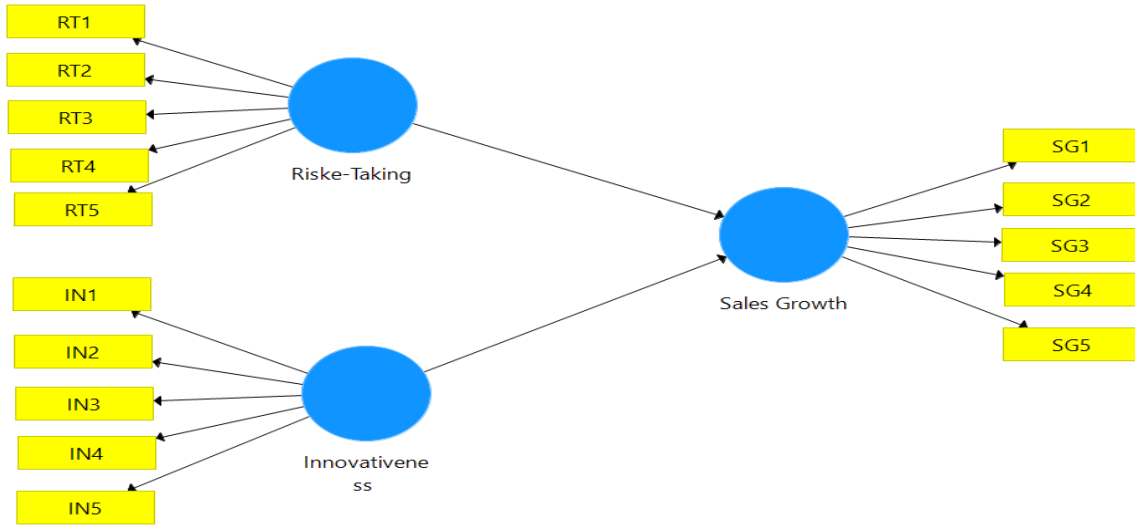 RT1
RT2
RT3
RT4
RT5
Riske-Taking
IN1
IN2
IN3
IN4
IN5
Innovativene
ss
Sales Growth
SG1
SG2
SG3
SG4
SG5